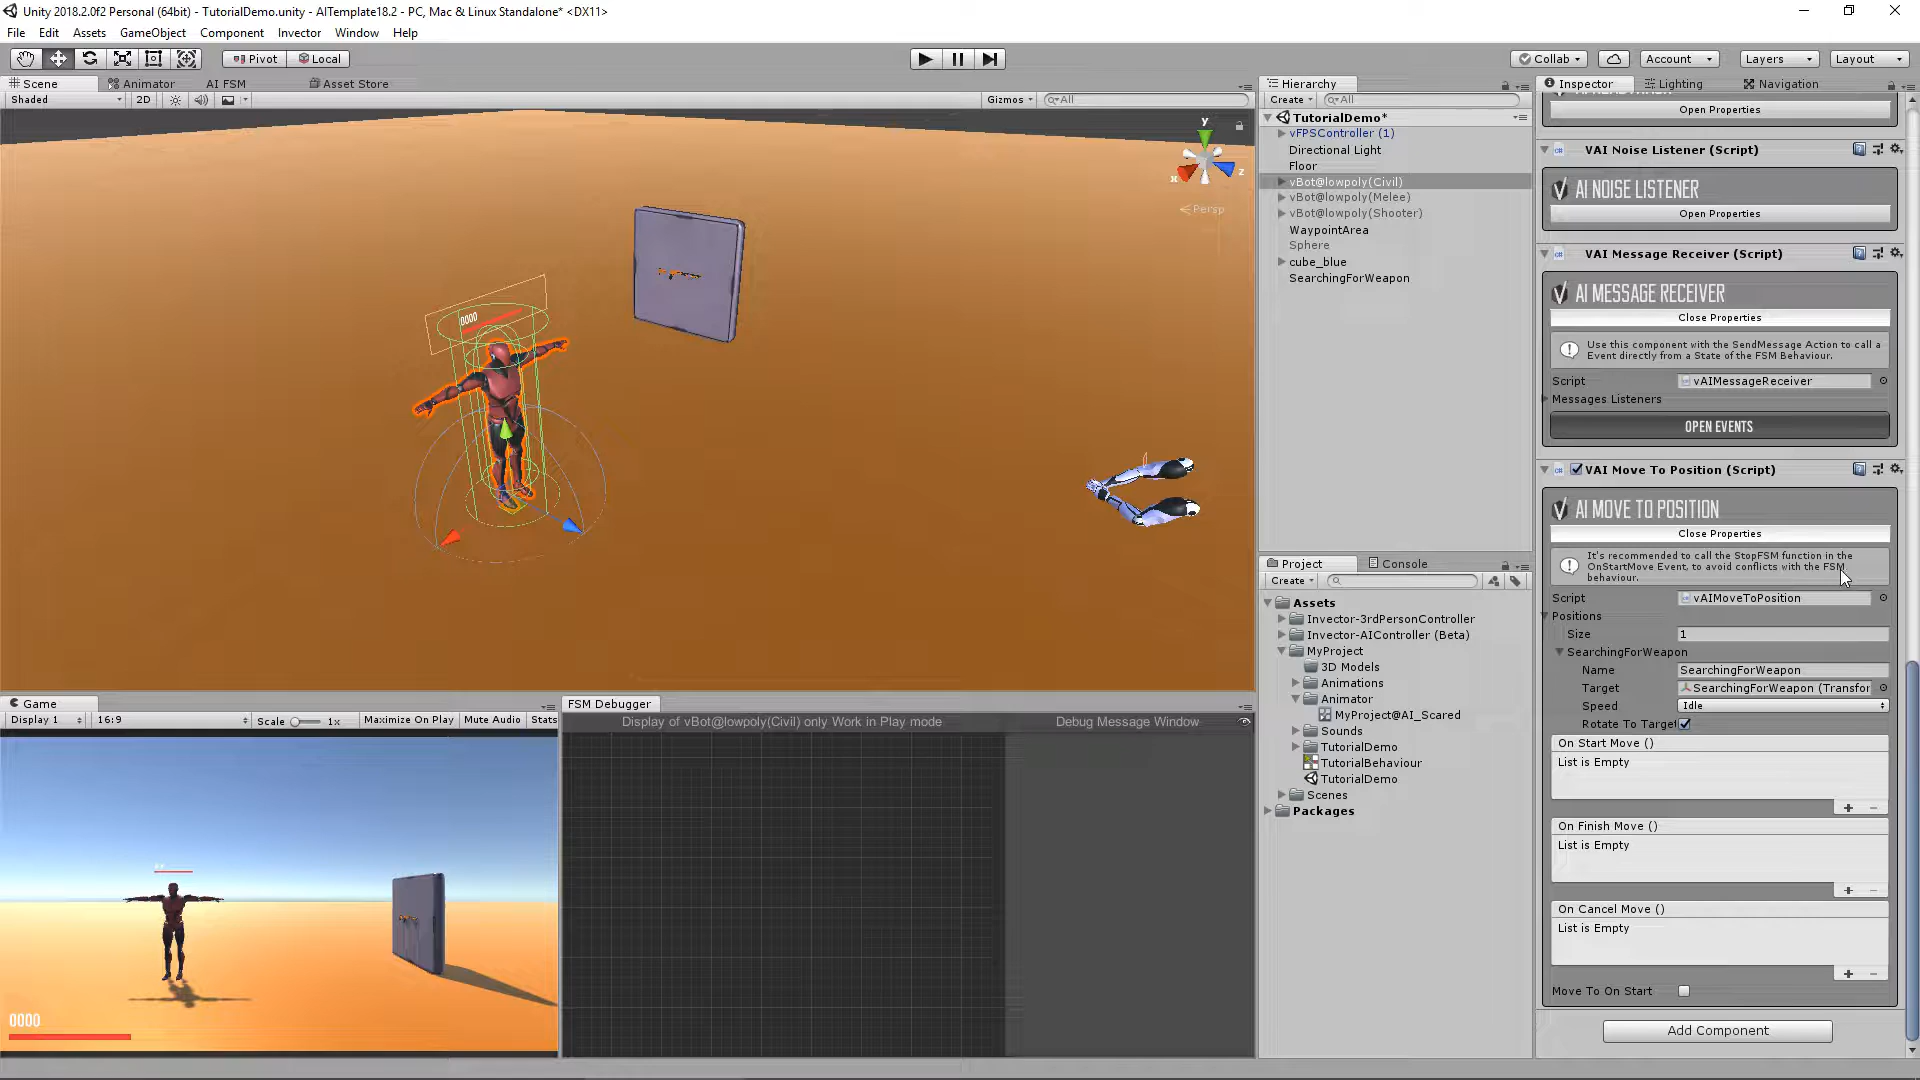 Unity 2018.2.0f2 Personal (64bit) - TutorialDemo.unity - AITemplate18.2 - PC, Mac & Linux Standalone* <DX11>
File Edit Assets GameObject Component Invector Window Help
Pivot Local
Collab Account Layers Layout
Scene Animator AI FSM Asset Store
Shaded 2D Gizmos All
y
x z
Persp
0000
Hierarchy
Create All
TutorialDemo*
vFPSController (1)
Directional Light
Floor
vBot@lowpoly(Civil)
vBot@lowpoly(Melee)
vBot@lowpoly(Shooter)
WaypointArea
Sphere
cube_blue
SearchingForWeapon
Project Console
Create
Assets
Invector-3rdPersonController
Invector-AIController (Beta)
MyProject
3D Models
Animations
Animator
MyProject@AI_Scared
Sounds
TutorialDemo
TutorialBehaviour
TutorialDemo
Scenes
Packages
Game
Display 1 16:9 Scale 1x Maximize On Play Mute Audio Stats
0000
FSM Debugger
Display of vBot@lowpoly(Civil) only Work in Play mode
Debug Message Window
Inspector Lighting Navigation
Open Properties
VAI Noise Listener (Script)
AI NOISE LISTENER
Open Properties
VAI Message Receiver (Script)
AI MESSAGE RECEIVER
Close Properties
Use this component with the SendMessage Action to call a
Event directly from a State of the FSM Behaviour.
Script vAIMessageReceiver
Messages Listeners
OPEN EVENTS
VAI Move To Position (Script)
AI MOVE TO POSITION
Close Properties
It's recommended to call the StopFSM function in the
OnStartMove Event, to avoid conflicts with the FSM
behaviour.
Script vAIMoveToPosition
Positions
Size 1
SearchingForWeapon
Name SearchingForWeapon
Target SearchingForWeapon (Transfor
Speed Idle
Rotate To Target
On Start Move ()
List is Empty
+ -
On Finish Move ()
List is Empty
+ -
On Cancel Move ()
List is Empty
+ -
Move To On Start
Add Component